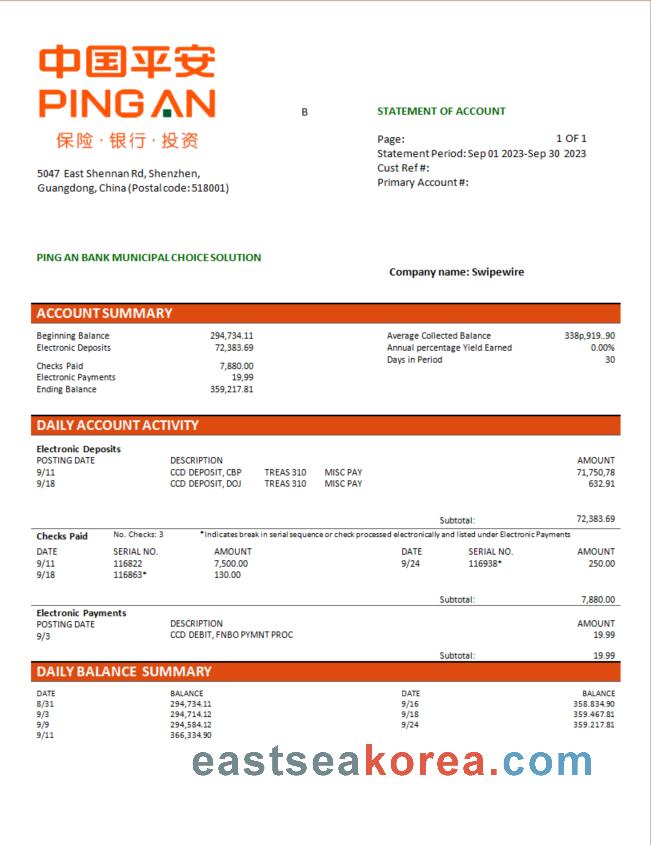 中国平安
PING AN
保险·银行·投资
B
STATEMENT OF ACCOUNT
Page: 1 OF 1
Statement Period: Sep 01 2023-Sep 30 2023
Cust Ref #:
Primary Account #:
5047 East Shennan Rd, Shenzhen,
Guangdong, China (Postal code: 518001)
PING AN BANK MUNICIPAL CHOICE SOLUTION
Company name: Swipewire
ACCOUNT SUMMARY
Beginning Balance 294,734.11 Average Collected Balance 338p,919..90
Electronic Deposits 72,383.69 Annual percentage Yield Earned 0.00%
Days in Period 30
Checks Paid 7,880.00
Electronic Payments 19,99
Ending Balance 359,217.81
DAILY ACCOUNT ACTIVITY
Electronic Deposits
POSTING DATE DESCRIPTION AMOUNT
9/11 CCD DEPOSIT, CBP TREAS 310 MISC PAY 71,750,78
9/18 CCD DEPOSIT, DOJ TREAS 310 MISC PAY 632.91
Subtotal: 72,383.69
Checks Paid No. Checks: 3 *Indicates break in serial sequence or check processed electronically and listed under Electronic Payments
DATE SERIAL NO. AMOUNT DATE SERIAL NO. AMOUNT
9/11 116822 7,500.00 9/24 116938* 250.00
9/18 116863* 130.00
Subtotal: 7,880.00
Electronic Payments
POSTING DATE DESCRIPTION AMOUNT
9/3 CCD DEBIT, FNBO PYMNT PROC 19.99
Subtotal: 19.99
DAILY BALANCE SUMMARY
DATE BALANCE DATE BALANCE
8/31 294,734.11 9/16 358.834.90
9/3 294,714.12 9/18 359.467.81
9/9 294,584.12 9/24 359.217.81
9/11 366,334.90
eastseakorea.com